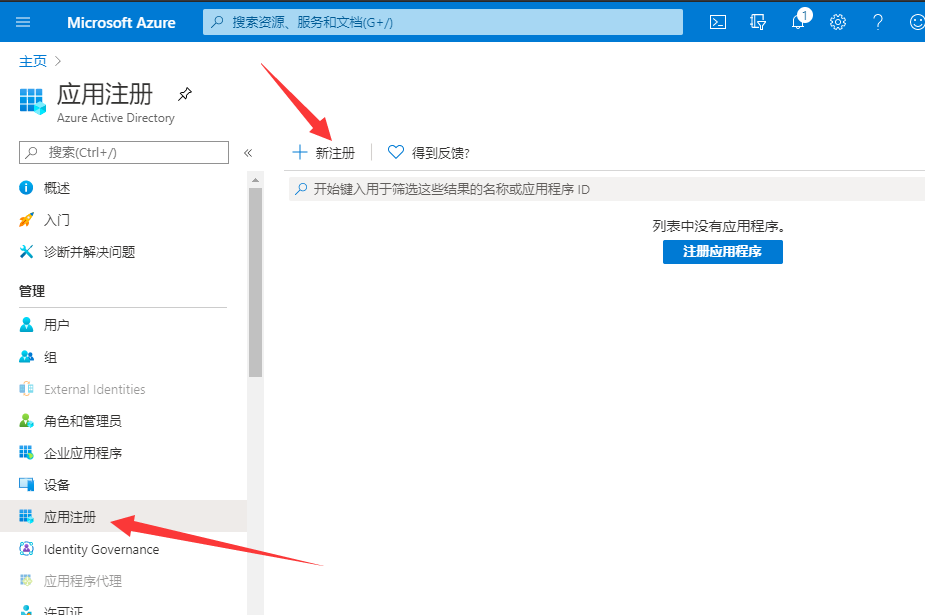 Microsoft Azure
搜索资源、服务和文档(G+/)
1
主页
应用注册
Azure Active Directory
搜索(Ctrl+/)
«
新注册
得到反馈?
概述
入门
诊断并解决问题
管理
用户
组
External Identities
角色和管理员
企业应用程序
设备
应用注册
Identity Governance
应用程序代理
许可证
开始键入用于筛选这些结果的名称或应用程序 ID
列表中没有应用程序。
注册应用程序